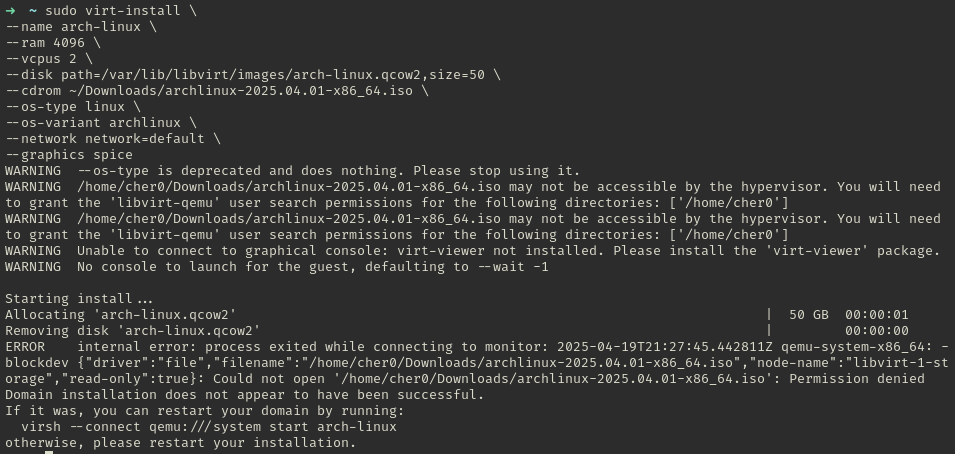 ➜ ~ sudo virt-install \
--name arch-linux \
--ram 4096 \
--vcpus 2 \
--disk path=/var/lib/libvirt/images/arch-linux.qcow2,size=50 \
--cdrom ~/Downloads/archlinux-2025.04.01-x86_64.iso \
--os-type linux \
--os-variant archlinux \
--network network=default \
--graphics spice
WARNING  --os-type is deprecated and does nothing. Please stop using it.
WARNING  /home/cher0/Downloads/archlinux-2025.04.01-x86_64.iso may not be accessible by the hypervisor. You will need
to grant the 'libvirt-qemu' user search permissions for the following directories: ['/home/cher0']
WARNING  /home/cher0/Downloads/archlinux-2025.04.01-x86_64.iso may not be accessible by the hypervisor. You will need
to grant the 'libvirt-qemu' user search permissions for the following directories: ['/home/cher0']
WARNING  Unable to connect to graphical console: virt-viewer not installed. Please install the 'virt-viewer' package.
WARNING  No console to launch for the guest, defaulting to --wait -1

Starting install...
Allocating 'arch-linux.qcow2' | 50 GB 00:00:01
Removing disk 'arch-linux.qcow2' | 00:00:00
ERROR    internal error: process exited while connecting to monitor: 2025-04-19T21:27:45.442811Z qemu-system-x86_64: -
blockdev {"driver":"file","filename":"/home/cher0/Downloads/archlinux-2025.04.01-x86_64.iso","node-name":"libvirt-1-st
orage","read-only":true}: Could not open '/home/cher0/Downloads/archlinux-2025.04.01-x86_64.iso': Permission denied
Domain installation does not appear to have been successful.
If it was, you can restart your domain by running:
  virsh --connect qemu:///system start arch-linux
otherwise, please restart your installation.